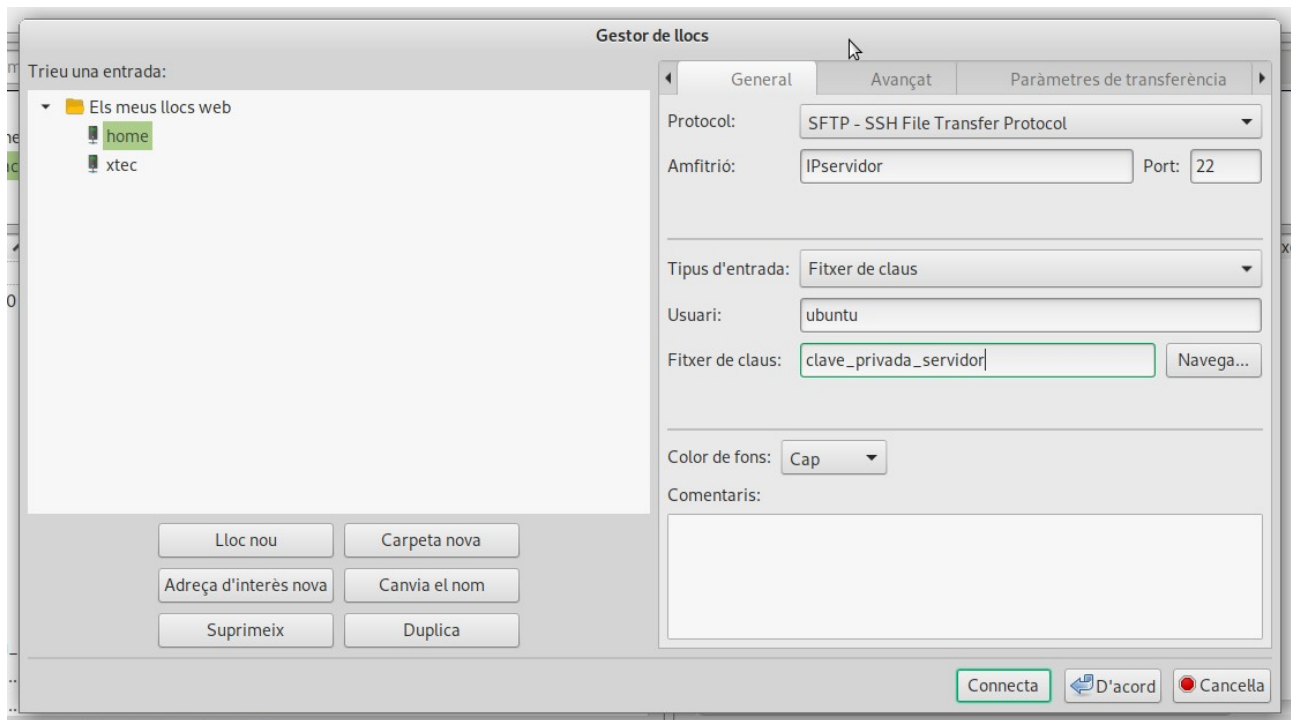 Gestor de llocs
Trieu una entrada:
Els meus llocs web
home
xtec
Lloc nou
Carpeta nova
Adreça d'interès nova
Canvia el nom
Suprimeix
Duplica
General
Avançat
Paràmetres de transferència
Protocol:
SFTP - SSH File Transfer Protocol
Amfitrió:
IPservidor
Port:
22
Tipus d'entrada:
Fitxer de claus
Usuari:
ubuntu
Fitxer de claus:
clave_privada_servidor
Navega...
Color de fons:
Cap
Comentaris:
Connecta
D'acord
Cancel·la